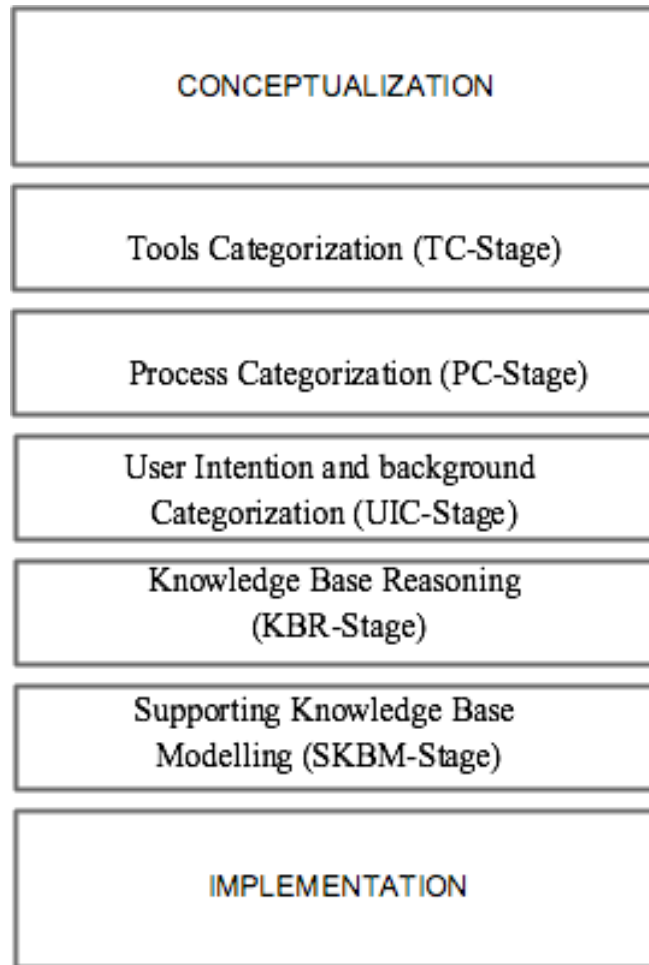 CONCEPTUALIZATION
Tools Categorization (TC-Stage)
Process Categorization (PC-Stage)
User Intention and background
Categorization (UIC-Stage)
Knowledge Base Reasoning
(KBR-Stage)
Supporting Knowledge Base
Modelling (SKBM-Stage)
IMPLEMENTATION